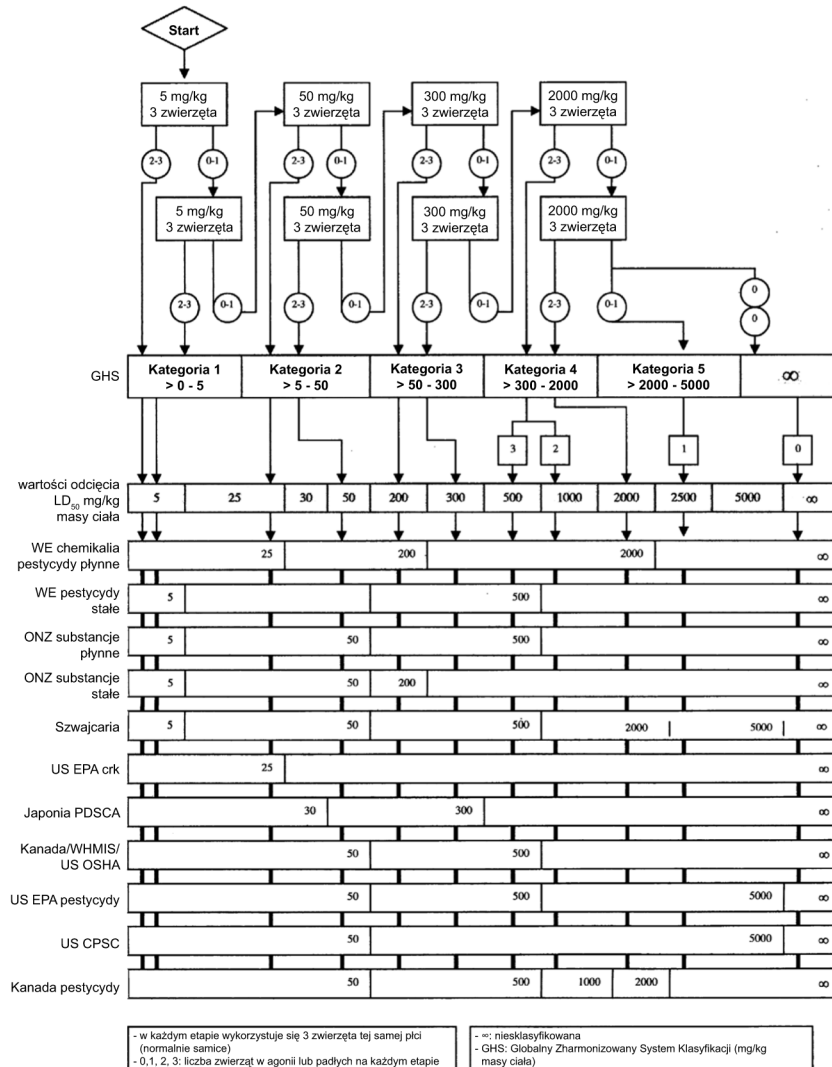 Start
5 mg/kg
3 zwierzęta
50 mg/kg
3 zwierzęta
300 mg/kg
3 zwierzęta
2000 mg/kg
3 zwierzęta
2-3 0-1 2-3 0-1 2-3 0-1 2-3 0-1
5 mg/kg
3 zwierzęta
50 mg/kg
3 zwierzęta
300 mg/kg
3 zwierzęta
2000 mg/kg
3 zwierzęta
2-3 0-1 2-3 0-1 2-3 0-1 2-3 0-1 0
0
GHS
Kategoria 1
> 0 - 5
Kategoria 2
> 5 - 50
Kategoria 3
> 50 - 300
Kategoria 4
> 300 - 2000
Kategoria 5
> 2000 - 5000
∞
3 2 1 0
wartości odcięcia
LD50 mg/kg
masy ciała
5 25 30 50 200 300 500 1000 2000 2500 5000 ∞
WE chemikalia
pestycydy płynne
25 200 2000 ∞
WE pestycydy
stałe
5 500 ∞
ONZ substancje
płynne
5 50 500 ∞
ONZ substancje
stałe
5 50 200 ∞
Szwajcaria 5 50 500 2000 5000 ∞
US EPA crk 25 ∞
Japonia PDSCA 30 300 ∞
Kanada/WHMIS/
US OSHA
50 500 ∞
US EPA pestycydy 50 500 5000 ∞
US CPSC 50 5000 ∞
Kanada pestycydy 50 500 1000 2000 ∞
- w każdym etapie wykorzystuje się 3 zwierzęta tej samej płci
(normalnie samice)
- 0,1, 2, 3: liczba zwierząt w agonii lub padłych na każdym etapie
- ∞: niesklasyfikowana
- GHS: Globalny Zharmonizowany System Klasyfikacji (mg/kg
masy ciała)